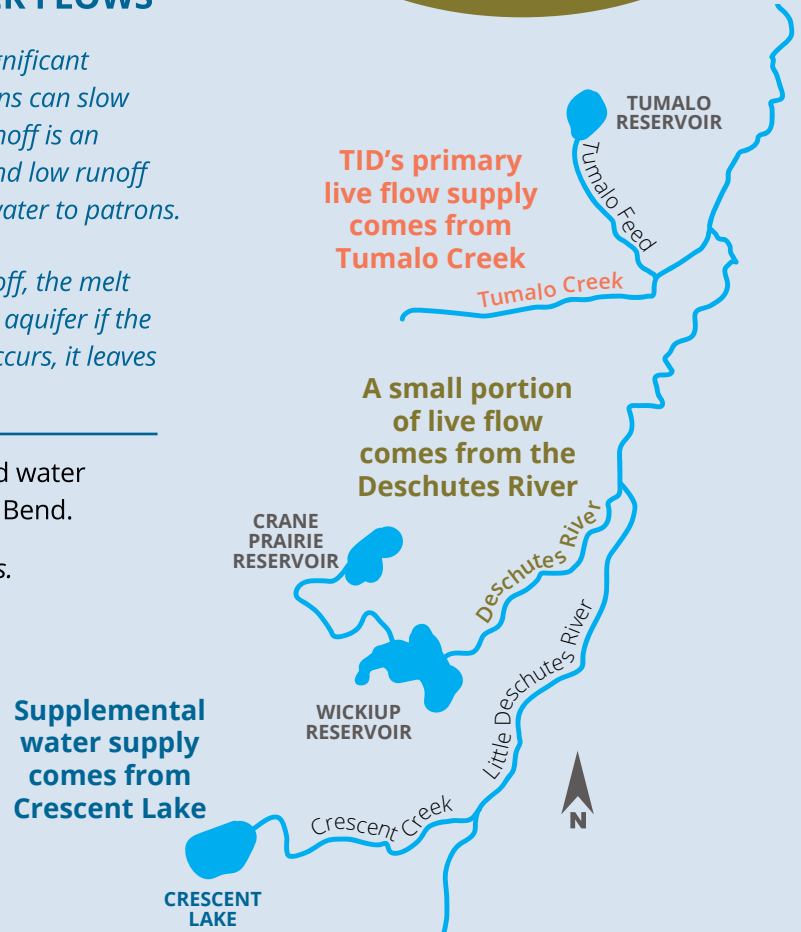 FLOWS
gnificant
ns can slow
noff is an
nd low runoff
water to patrons.
off, the melt
aquifer if the
ccurs, it leaves
d water
Bend.
s.
TUMALO
RESERVOIR
TID’s primary
live flow supply
comes from
Tumalo Creek
Tumalo Feed
Tumalo Creek
A small portion
of live flow
comes from the
Deschutes River
CRANE
PRAIRIE
RESERVOIR
Deschutes River
WICKIUP
RESERVOIR
Little Deschutes River
Supplemental
water supply
comes from
Crescent Lake
N
Crescent Creek
CRESCENT
LAKE